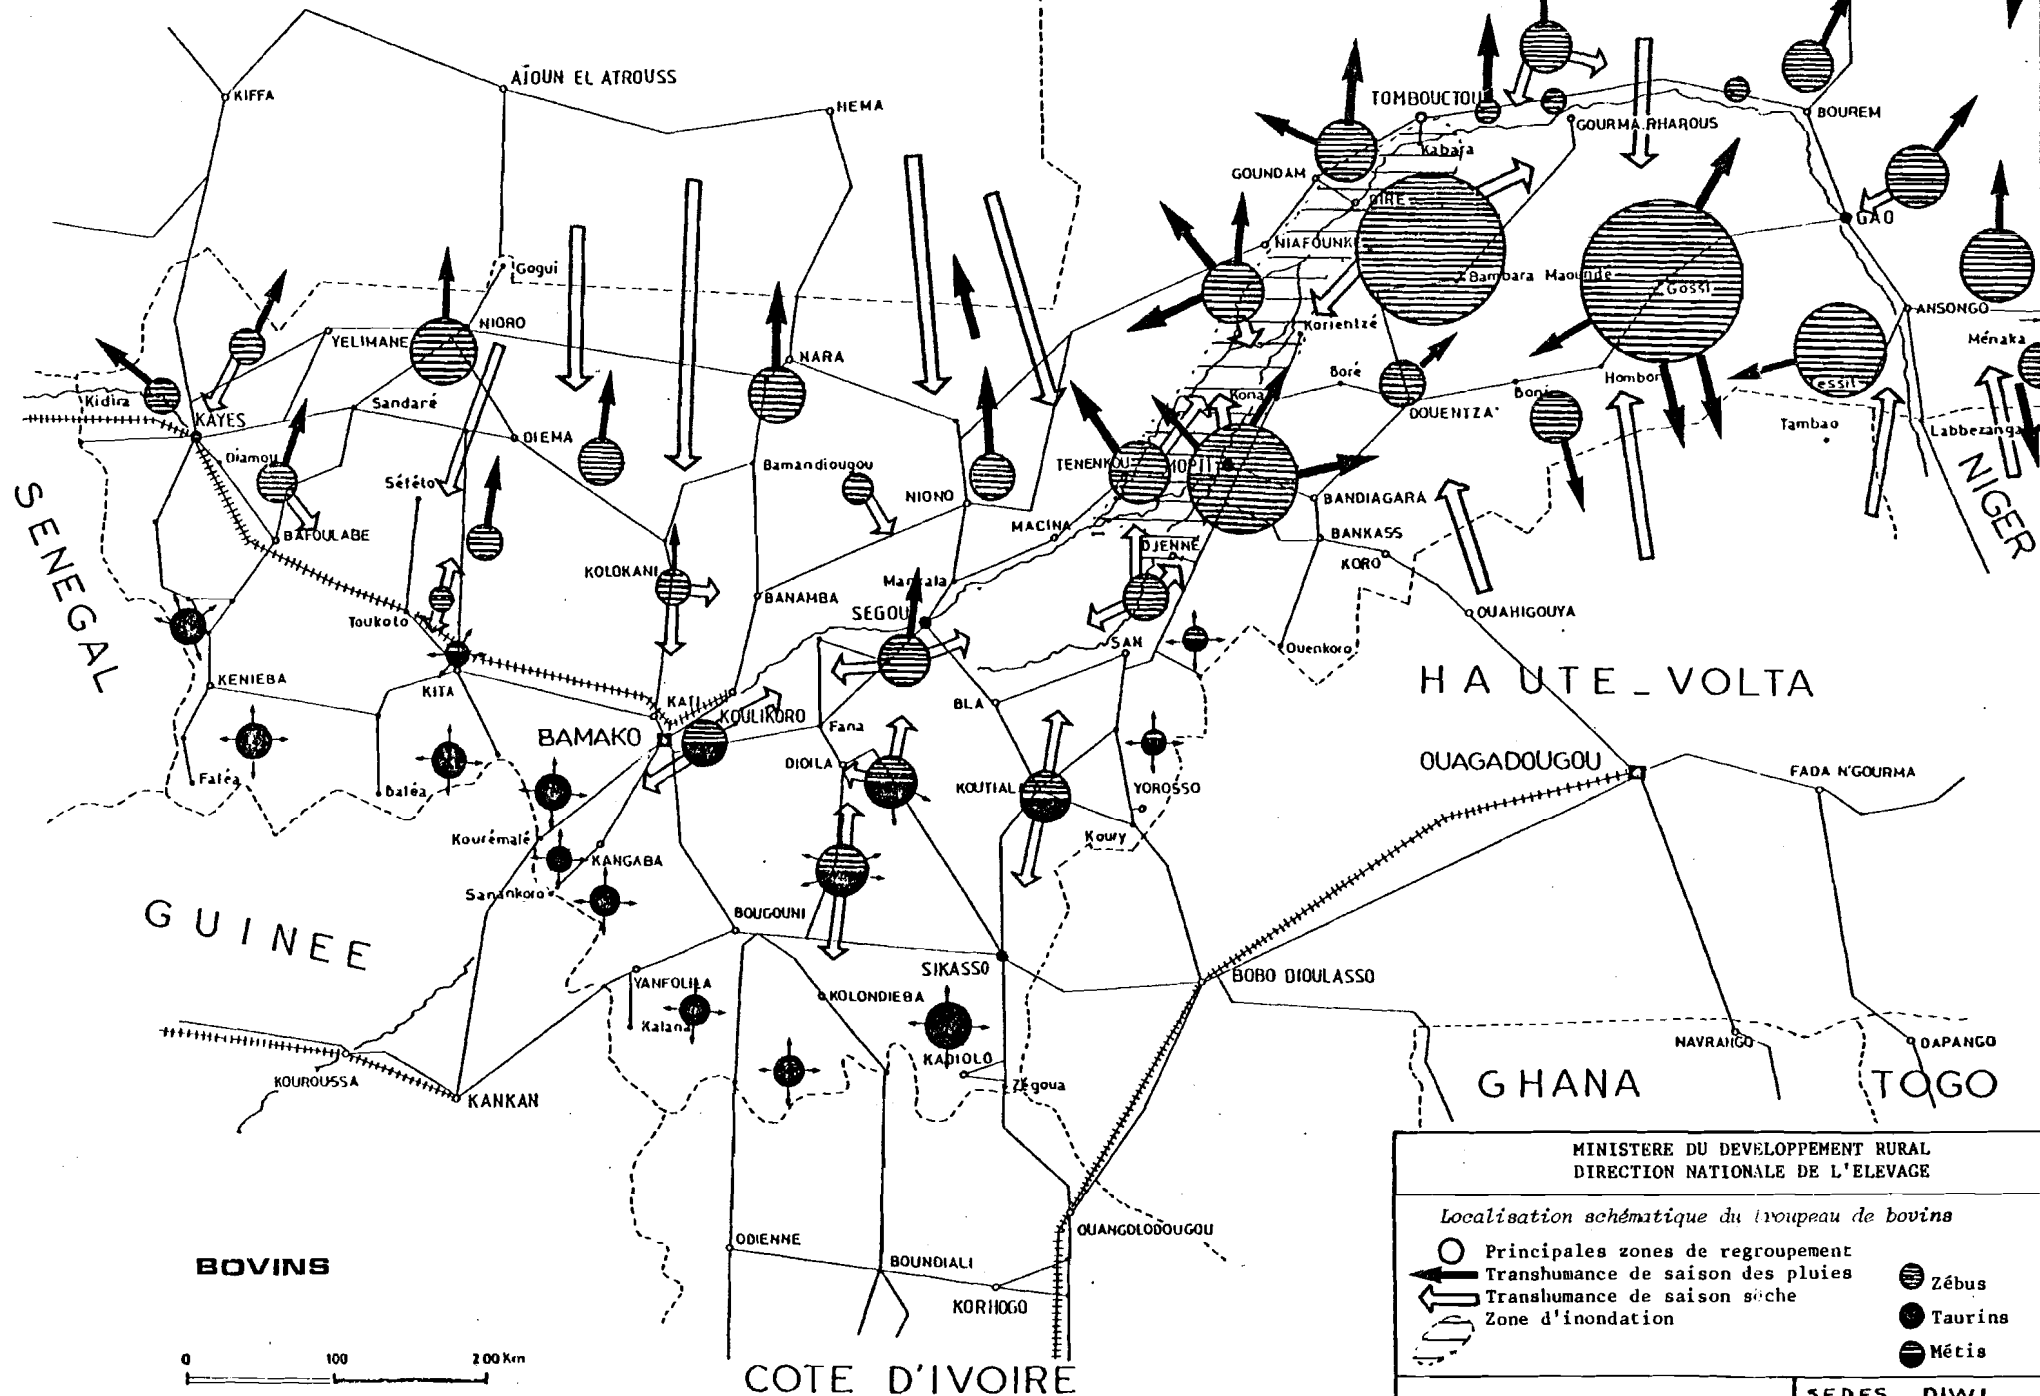 AÏOUN EL ATROUSS
KIFFA
HEMA
TOMBOUCTOU
GOURMA RHAROUS
BOUREM
Kabara
GOUNDAM
DIRE
GAO
NIAFOUNK
Gogui
Bambara Maoundé
Gossi
ANSONGO
NIORO
YELIMANE
Korientzé
Ménaka
NARA
Boré
Hombori
Tessit
Kidira
Sandaré
Kona
DOUENTZA
Boni
KAYES
DIEMA
Tambao
Labbezanga
Diamou
Bamandiougou
TENENKOU
MOPTI
Séféto
NIONO
BANDIAGARA
NIGER
SENEGAL
BAFOULABE
MACINA
BANKASS
DJENNE
KORO
KOLOKANI
Markala
BANAMBA
SEGOU
OUAHIGOUYA
Toukoto
SAN
Ouenkoro
KENIEBA
KITA
KATI
HAUTE_VOLTA
BLA
KOULIKORO
Fana
BAMAKO
DIOILA
OUAGADOUGOU
FADA N'GOURMA
Faléa
Daléa
KOUTIAL
YOROSSO
Kourémalé
Koury
KANGABA
Sanankoro
GUINEE
BOUGOUNI
SIKASSO
BOBO DIOULASSO
YANFOLILA
KOLONDIEBA
Kalana
KADIOLO
NAVRANGO
DAPANGO
KOUROUSSA
Zégoua
GHANA
TOGO
KANKAN
MINISTERE DU DEVELOPPEMENT RURAL
DIRECTION NATIONALE DE L'ELEVAGE
Localisation schématique du troupeau de bovins
Principales zones de regroupement
Transhumance de saison des pluies
Transhumance de saison sèche
Zone d'inondation
Zébus
Taurins
Métis
OUANGOLODOUGOU
ODIENNE
BOUNDIALI
KORHOGO
BOVINS
0 100 200 Km
COTE D'IVOIRE
SEDES DIWI